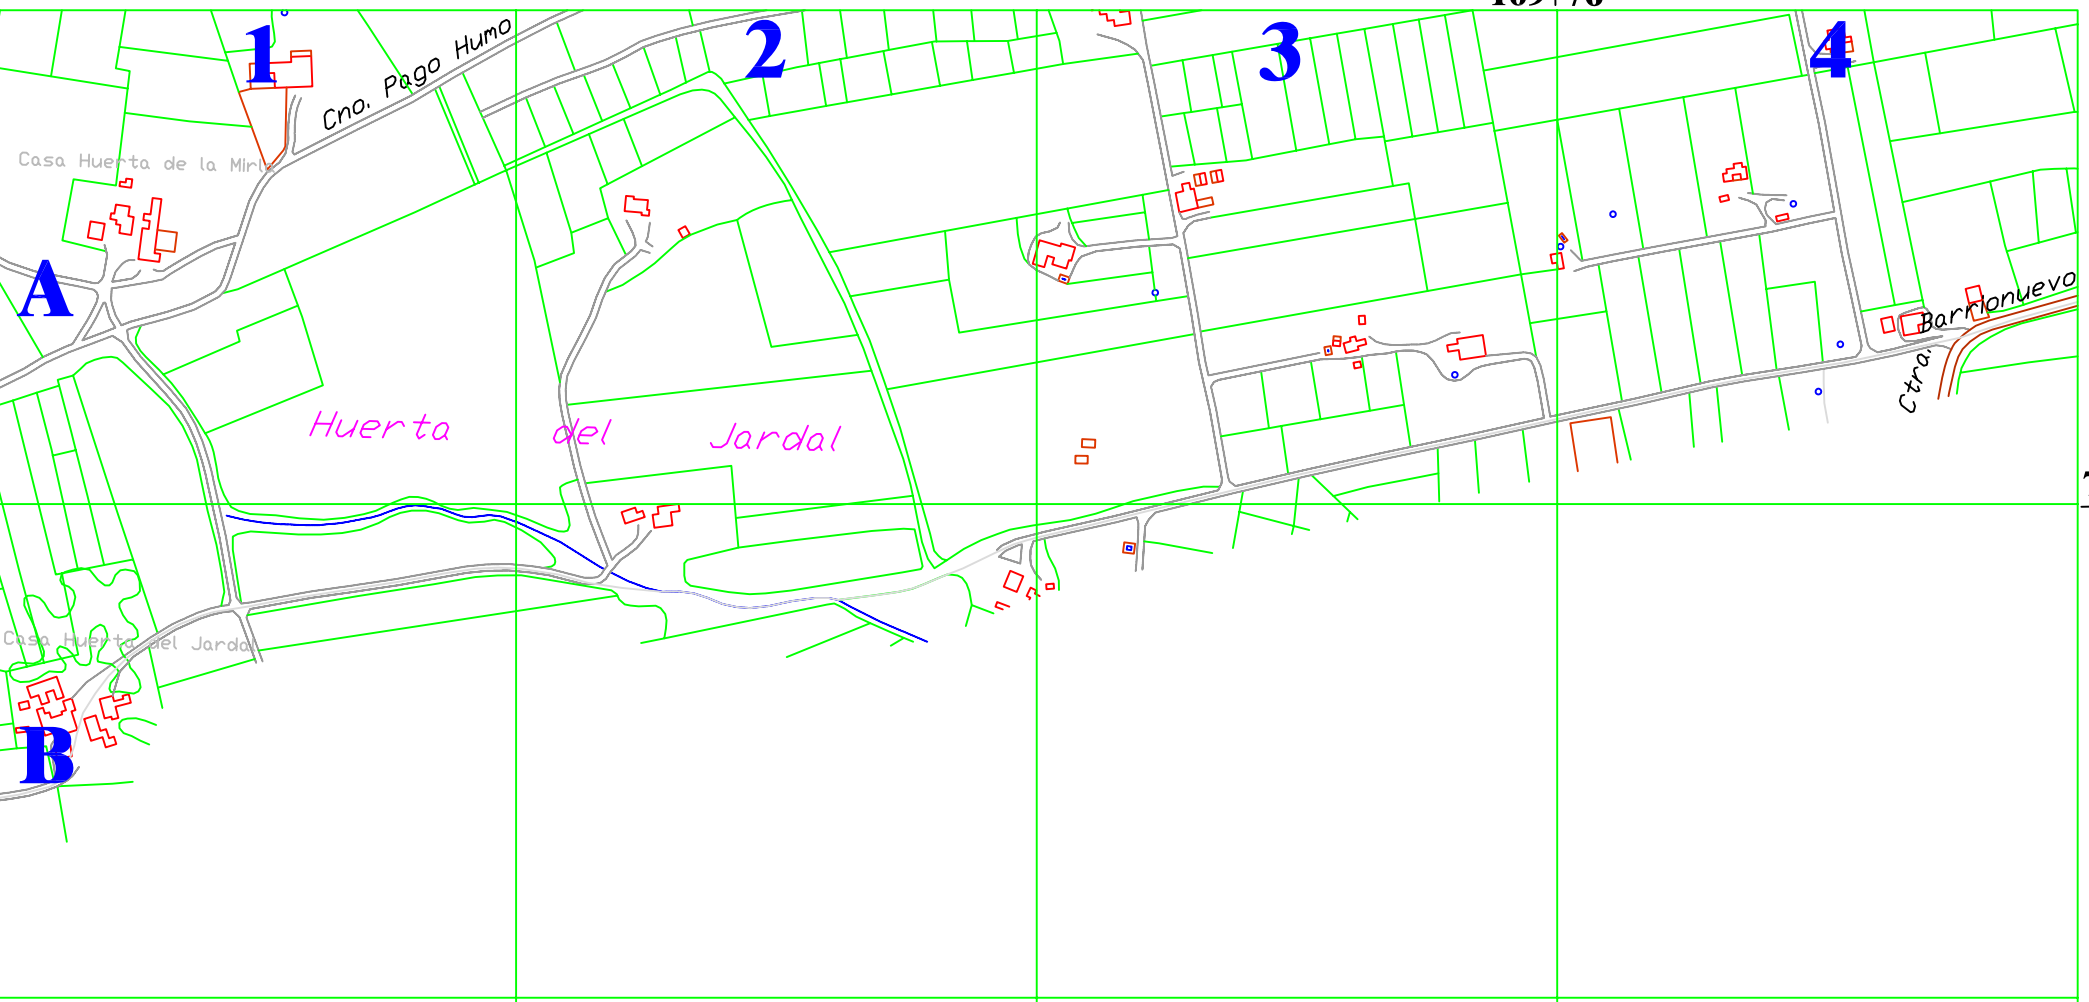 1
2
3
4
Cno. Pago Humo
Casa Huerta de la Mirla
A
Ctra. Barrionuevo
Huerta del Jardal
Casa Huerta del Jardal
B